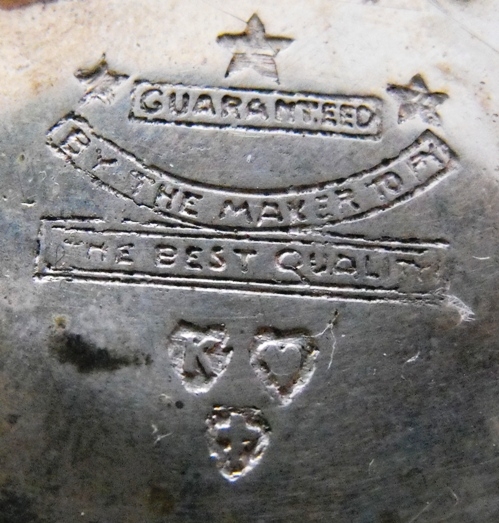 GUARANTEED
BY THE MAKER TO BE
THE BEST QUALITY
K